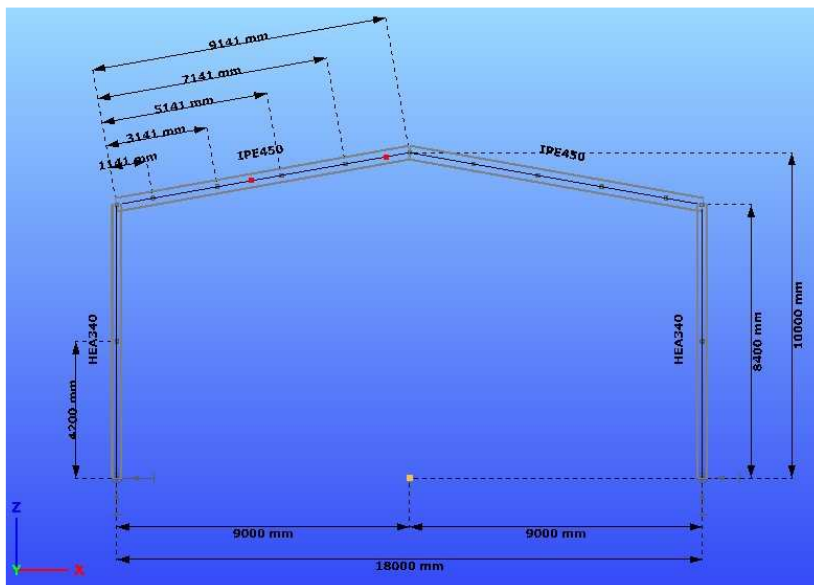 9141 mm
7141 mm
5141 mm
3141 mm
1141 mm
IPE450
IPE450
HEA340
HEA340
4200 mm
8400 mm
10000 mm
9000 mm
9000 mm
18000 mm
Z
Y
X